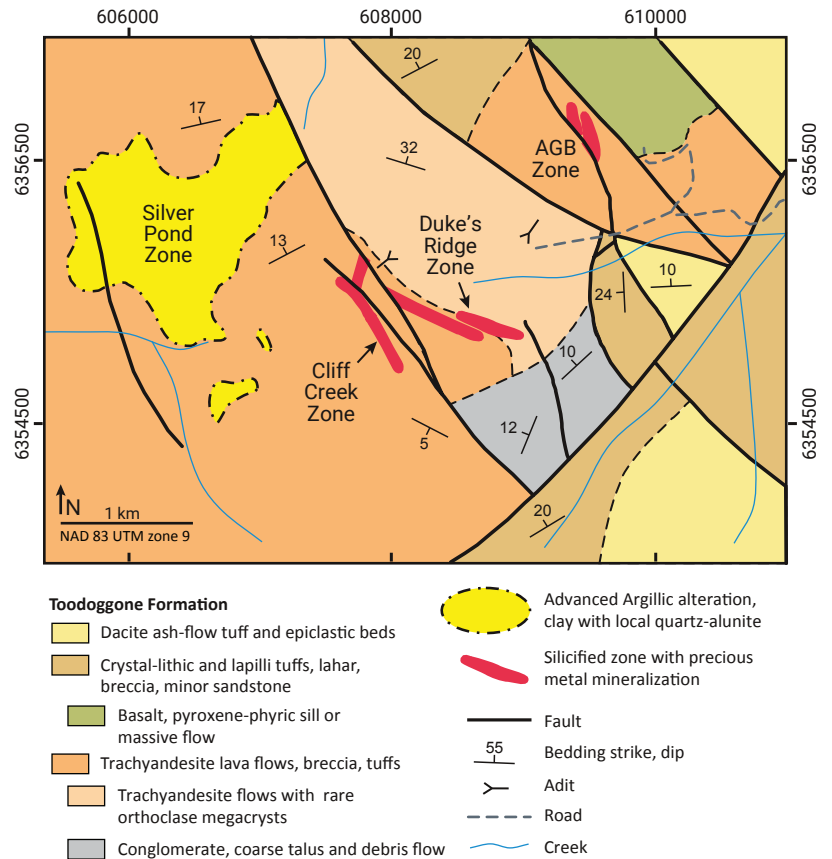 606000
608000
610000
20
17
6356500
6356500
AGB
Zone
32
Silver
Pond
Zone
Duke's
Ridge
Zone
13
10
24
Cliff
Creek
Zone
10
6354500
6354500
12
5
N
1 km
20
NAD 83 UTM zone 9
Toodoggone Formation
Dacite ash-flow tuff and epiclastic beds
Crystal-lithic and lapilli tuffs, lahar,
breccia, minor sandstone
Basalt, pyroxene-phyric sill or
massive flow
Trachyandesite lava flows, breccia, tuffs
Trachyandesite flows with rare
orthoclase megacrysts
Conglomerate, coarse talus and debris flow
Advanced Argillic alteration,
clay with local quartz-alunite
Silicified zone with precious
metal mineralization
Fault
55
Bedding strike, dip
Adit
Road
Creek